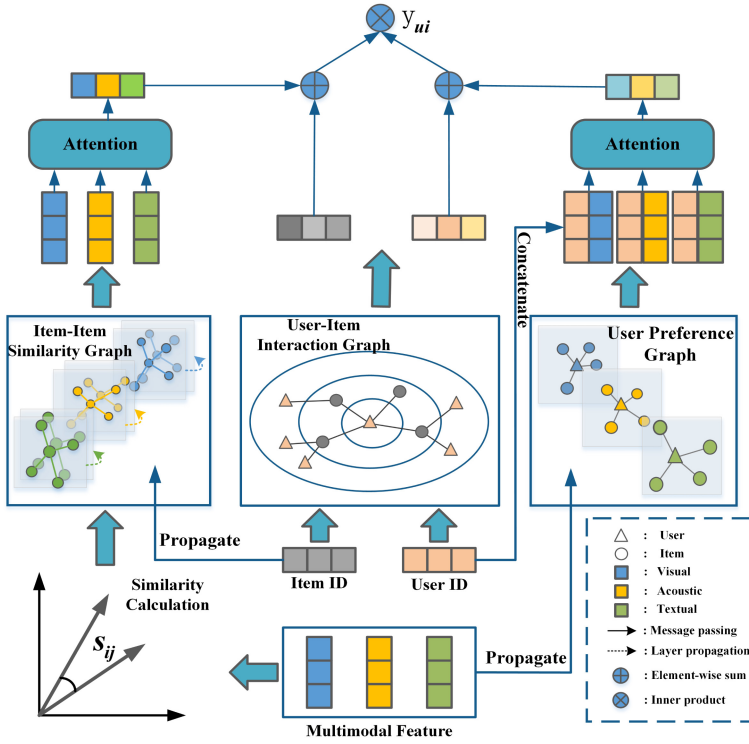 y_ui
Attention
Attention
Concatenate
Item-Item
Similarity Graph
User-Item
Interaction Graph
User Preference
Graph
Propagate
Item ID
User ID
Similarity
Calculation
S_ij
Propagate
Multimodal Feature
: User
: Item
: Visual
: Acoustic
: Textual
: Message passing
: Layer propagation
: Element-wise sum
: Inner product